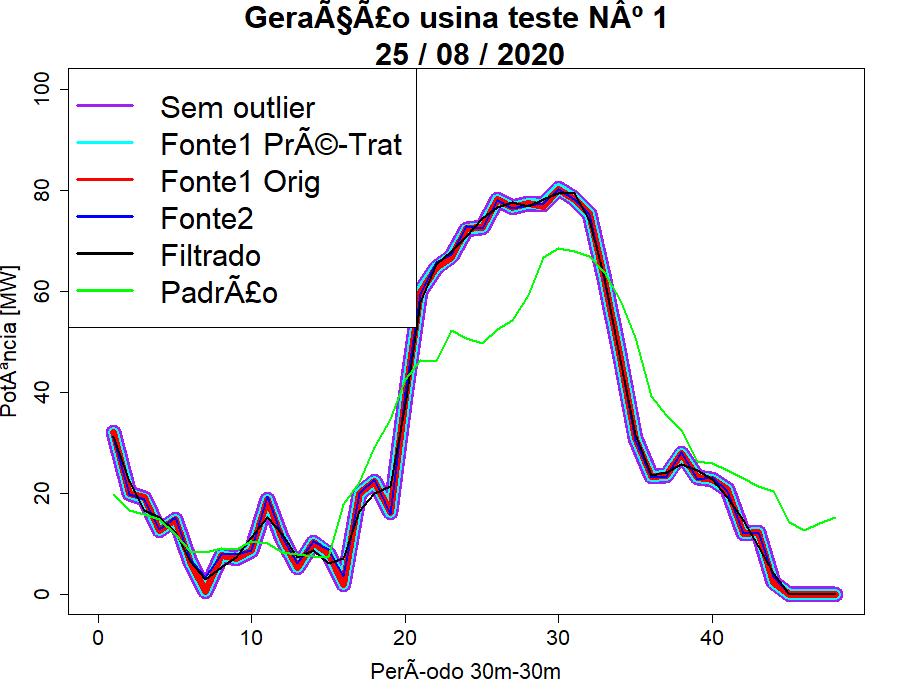 GeraÃ§Ã£o usina teste NÂº 1
25 / 08 / 2020
Sem outlier
Fonte1 PrÃ©-Trat
Fonte1 Orig
Fonte2
Filtrado
PadrÃ£o
PotÃªncia [MW]
100
80
60
40
20
0
0 10 20 30 40
PerÃ-odo 30m-30m